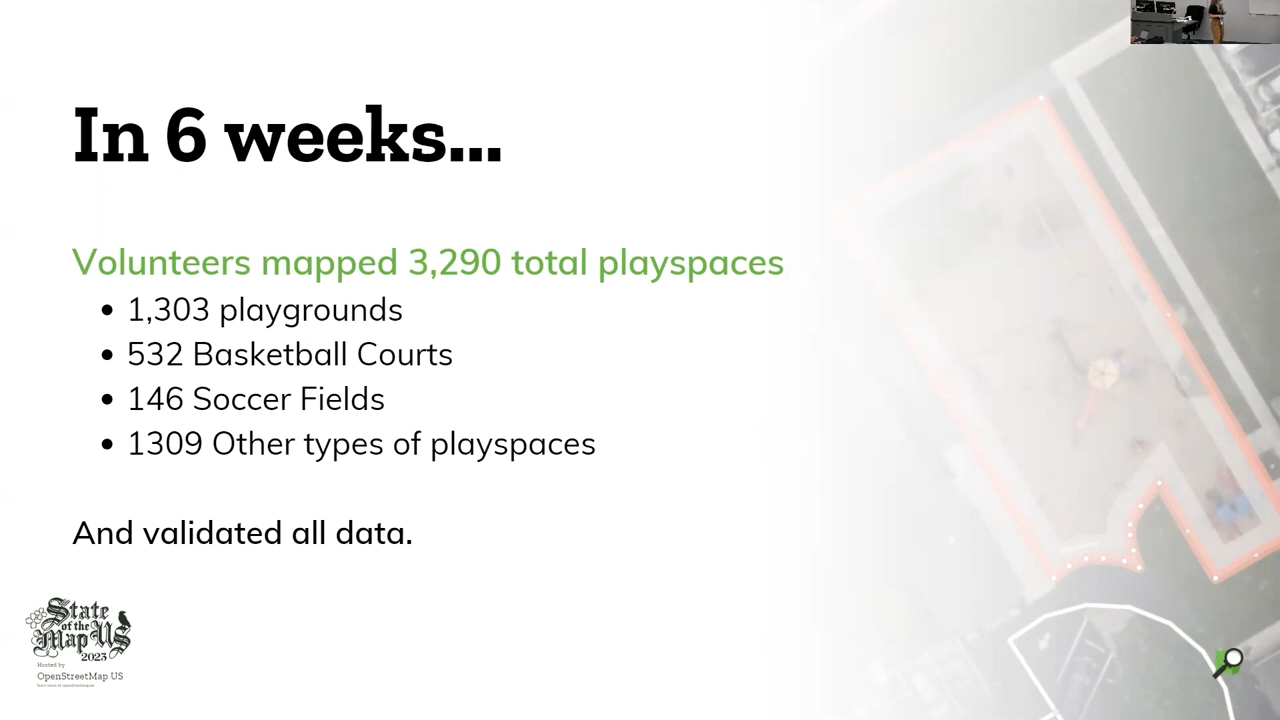 In 6 weeks...
Volunteers mapped 3,290 total playspaces
• 1,303 playgrounds
• 532 Basketball Courts
• 146 Soccer Fields
• 1309 Other types of playspaces
And validated all data.
State
of the
Map US
2023
Hosted by
OpenStreetMap US